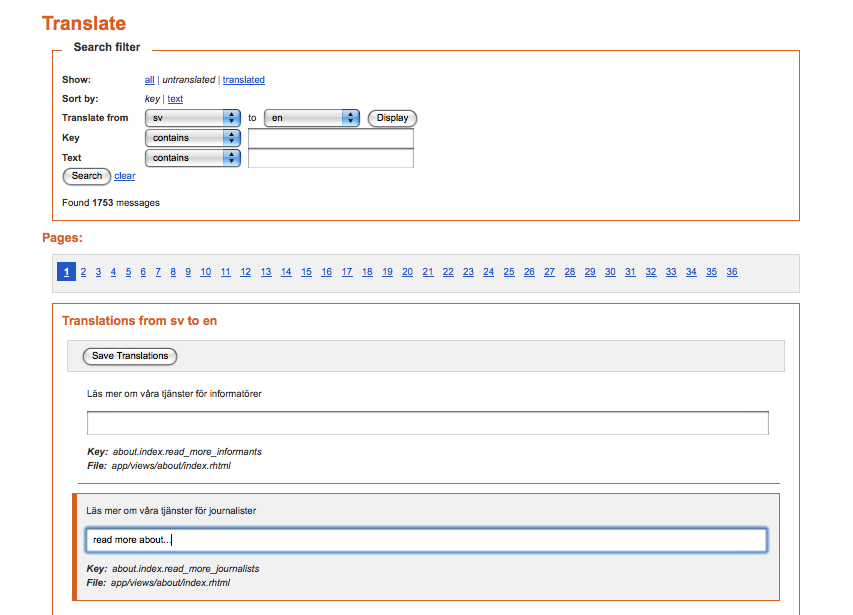 Translate
Search filter
Show: all | untranslated | translated
Sort by: key | text
Translate from sv to en Display
Key contains
Text contains
Search clear
Found 1753 messages
Pages:
1 2 3 4 5 6 7 8 9 10 11 12 13 14 15 16 17 18 19 20 21 22 23 24 25 26 27 28 29 30 31 32 33 34 35 36
Translations from sv to en
Save Translations
Läs mer om våra tjänster för informatörer
Key: about.index.read_more_informants
File: app/views/about/index.rhtml
Läs mer om våra tjänster för journalister
read more about...
Key: about.index.read_more_journalists
File: app/views/about/index.rhtml